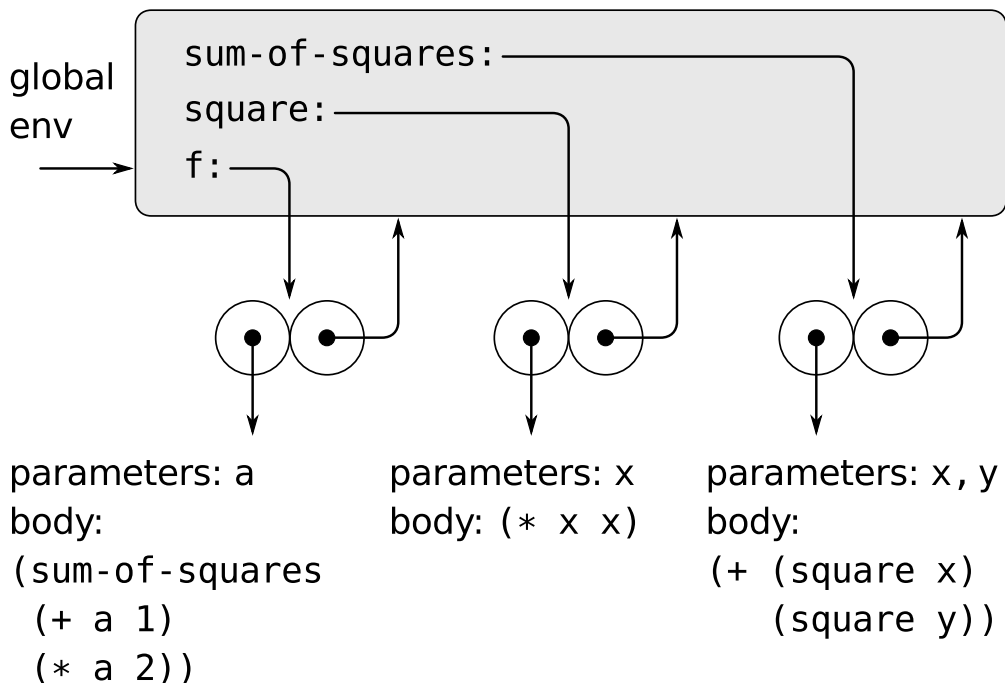 global
env
sum-of-squares:
square:
f:
parameters: a
body:
(sum-of-squares
(+ a 1)
(* a 2))
parameters: x
body: (* x x)
parameters: x, y
body:
(+ (square x)
(square y))